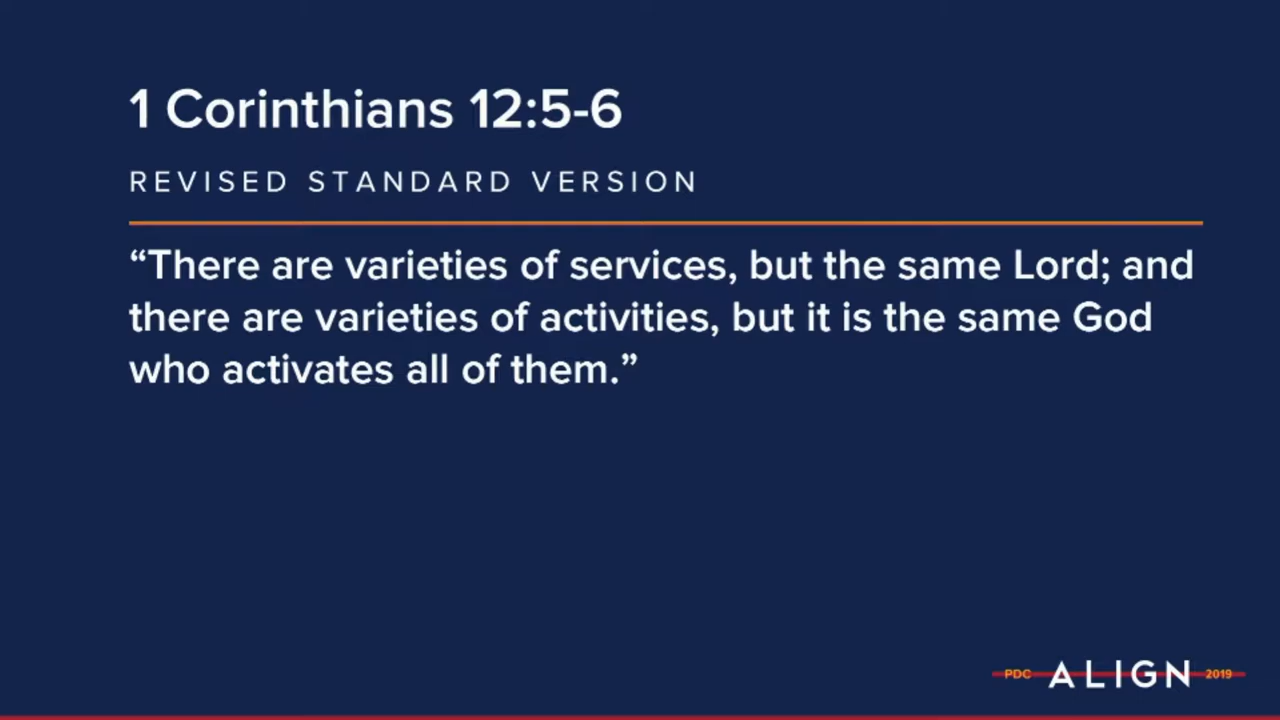 1 Corinthians 12:5-6
REVISED STANDARD VERSION
“There are varieties of services, but the same Lord; and
there are varieties of activities, but it is the same God
who activates all of them.”
PDC ALIGN 2019